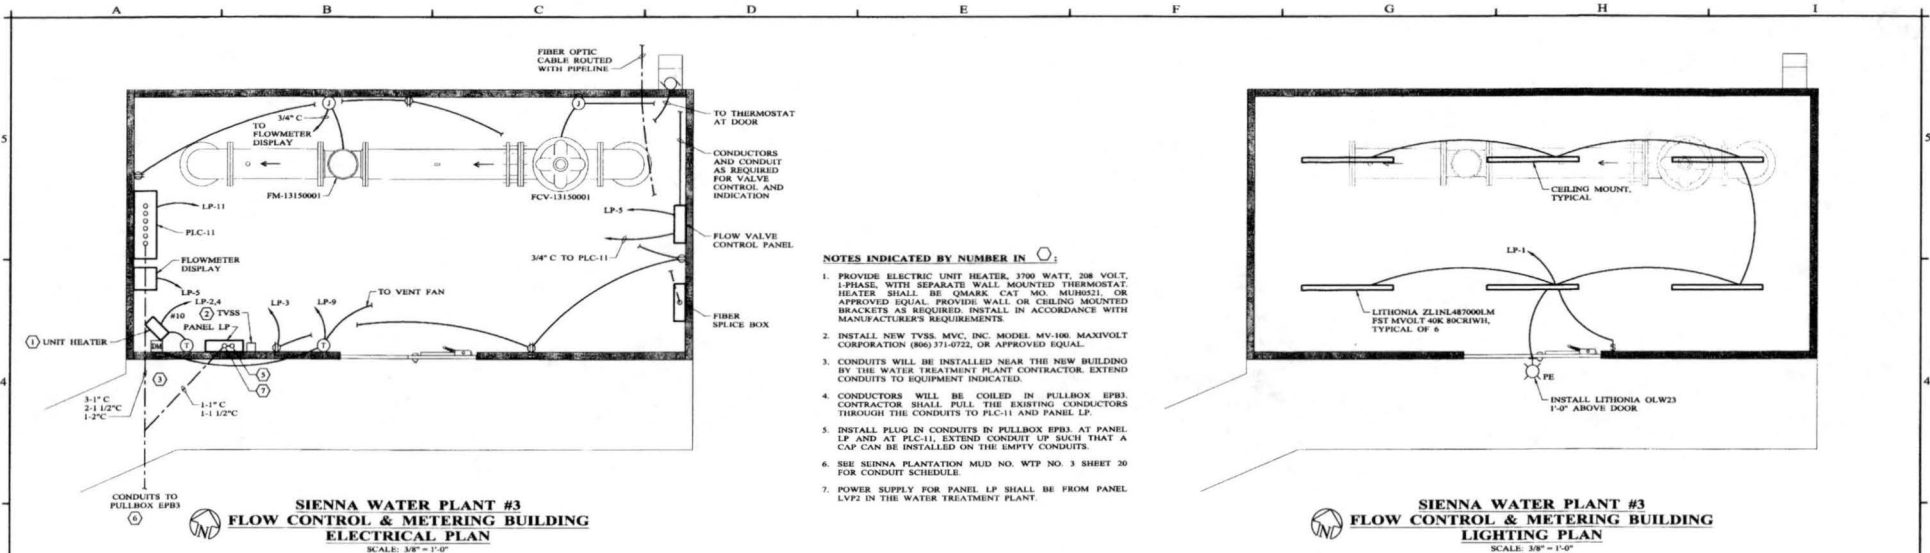 A B C D E F G H I
5
4
5
4
FIBER OPTIC
CABLE ROUTED
WITH PIPELINE
J
J
3/4" C
TO
FLOWMETER
DISPLAY
TO THERMOSTAT
AT DOOR
CONDUCTORS
AND CONDUIT
AS REQUIRED
FOR VALVE
CONTROL AND
INDICATION
FM-13150001
FCV-13150001
LP-11
PLC-11
LP-5
FLOW VALVE
CONTROL PANEL
3/4" C TO PLC-11
FLOWMETER
DISPLAY
LP-5
LP-2,4
#10
2 TVSS
PANEL LP
LP-3
LP-9
TO VENT FAN
FIBER
SPLICE BOX
1 UNIT HEATER
DM
T
T
3
5
7
3-1" C
2-1 1/2"C
1-2"C
1-1" C
1-1 1/2"C
CONDUITS TO
PULLBOX EPB3
6
SIENNA WATER PLANT #3
FLOW CONTROL & METERING BUILDING
ELECTRICAL PLAN
SCALE: 3/8" = 1'-0"
NOTES INDICATED BY NUMBER IN :
1. PROVIDE ELECTRIC UNIT HEATER, 3700 WATT, 208 VOLT,
1-PHASE, WITH SEPARATE WALL MOUNTED THERMOSTAT.
HEATER SHALL BE QMARK CAT NO. MUH0521, OR
APPROVED EQUAL. PROVIDE WALL OR CEILING MOUNTED
BRACKETS AS REQUIRED. INSTALL IN ACCORDANCE WITH
MANUFACTURER'S REQUIREMENTS.
2. INSTALL NEW TVSS. MVC, INC. MODEL MV-100. MAXIVOLT
CORPORATION (806) 371-0722, OR APPROVED EQUAL.
3. CONDUITS WILL BE INSTALLED NEAR THE NEW BUILDING
BY THE WATER TREATMENT PLANT CONTRACTOR. EXTEND
CONDUITS TO EQUIPMENT INDICATED.
4. CONDUCTORS WILL BE COILED IN PULLBOX EPB3.
CONTRACTOR SHALL PULL THE EXISTING CONDUCTORS
THROUGH THE CONDUITS TO PLC-11 AND PANEL LP.
5. INSTALL PLUG IN CONDUITS IN PULLBOX EPB3. AT PANEL
LP AND AT PLC-11, EXTEND CONDUIT UP SUCH THAT A
CAP CAN BE INSTALLED ON THE EMPTY CONDUITS.
6. SEE SEINNA PLANTATION MUD NO. WTP NO. 3 SHEET 20
FOR CONDUIT SCHEDULE.
7. POWER SUPPLY FOR PANEL LP SHALL BE FROM PANEL
LVP2 IN THE WATER TREATMENT PLANT.
CEILING MOUNT,
TYPICAL
LP-1
LITHONIA ZL1NL487000LM
FST MVOLT 40K 80CRIWH,
TYPICAL OF 6
PE
INSTALL LITHONIA OLW23
1'-0" ABOVE DOOR
SIENNA WATER PLANT #3
FLOW CONTROL & METERING BUILDING
LIGHTING PLAN
SCALE: 3/8" = 1'-0"